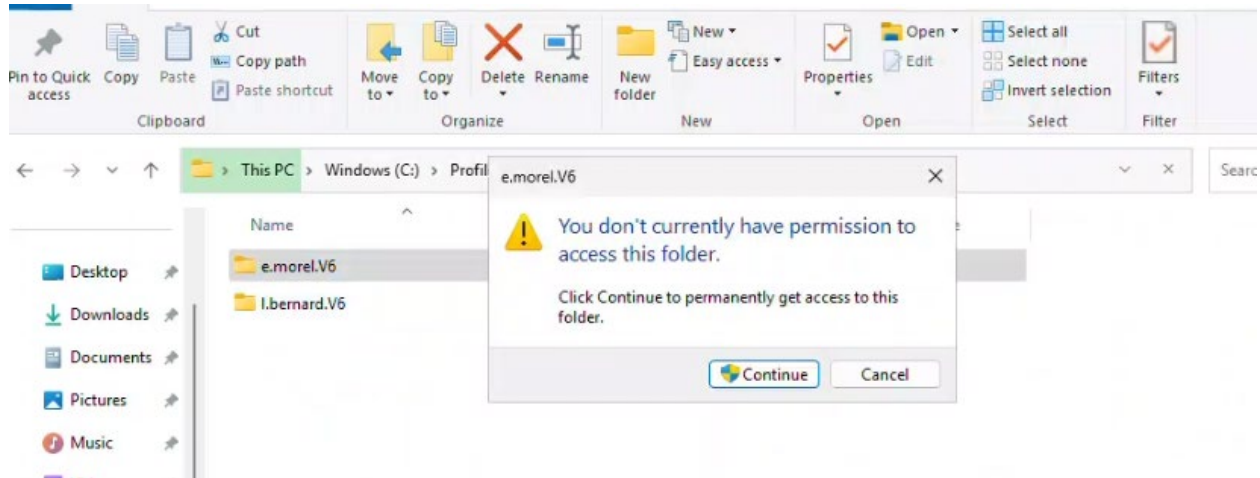 Cut
Copy path
Paste shortcut
Pin to Quick access
Copy
Paste
Clipboard
Move to
Copy to
Delete
Rename
Organize
New folder
New
Easy access
New
Properties
Open
Edit
Open
Select all
Select none
Invert selection
Select
Filters
Filter
This PC > Windows (C:) > Profil
Searc
Name
e.morel.V6
l.bernard.V6
Desktop
Downloads
Documents
Pictures
Music
e.morel.V6
You don't currently have permission to
access this folder.
Click Continue to permanently get access to this
folder.
Continue
Cancel